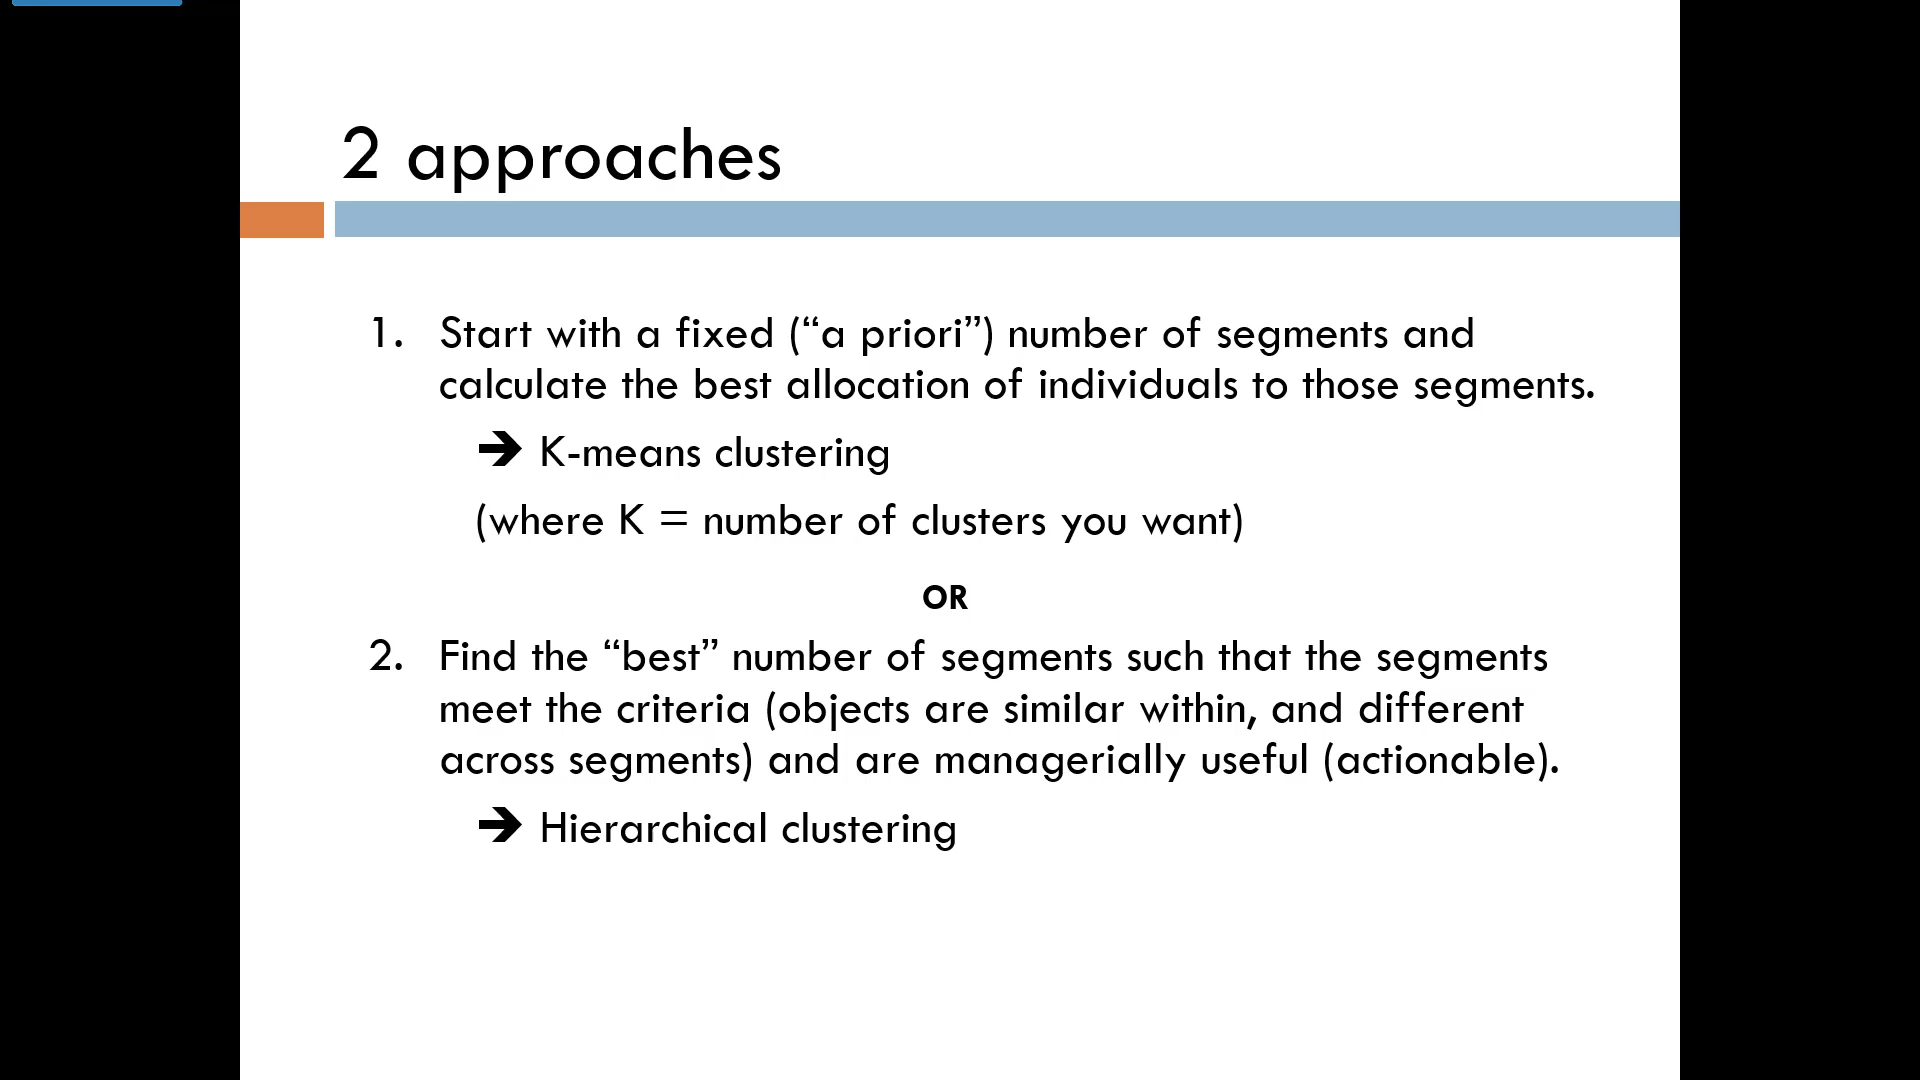 2 approaches
1. Start with a fixed (“a priori”) number of segments and
calculate the best allocation of individuals to those segments.
➔ K-means clustering
(where K = number of clusters you want)
OR
2. Find the “best” number of segments such that the segments
meet the criteria (objects are similar within, and different
across segments) and are managerially useful (actionable).
➔ Hierarchical clustering